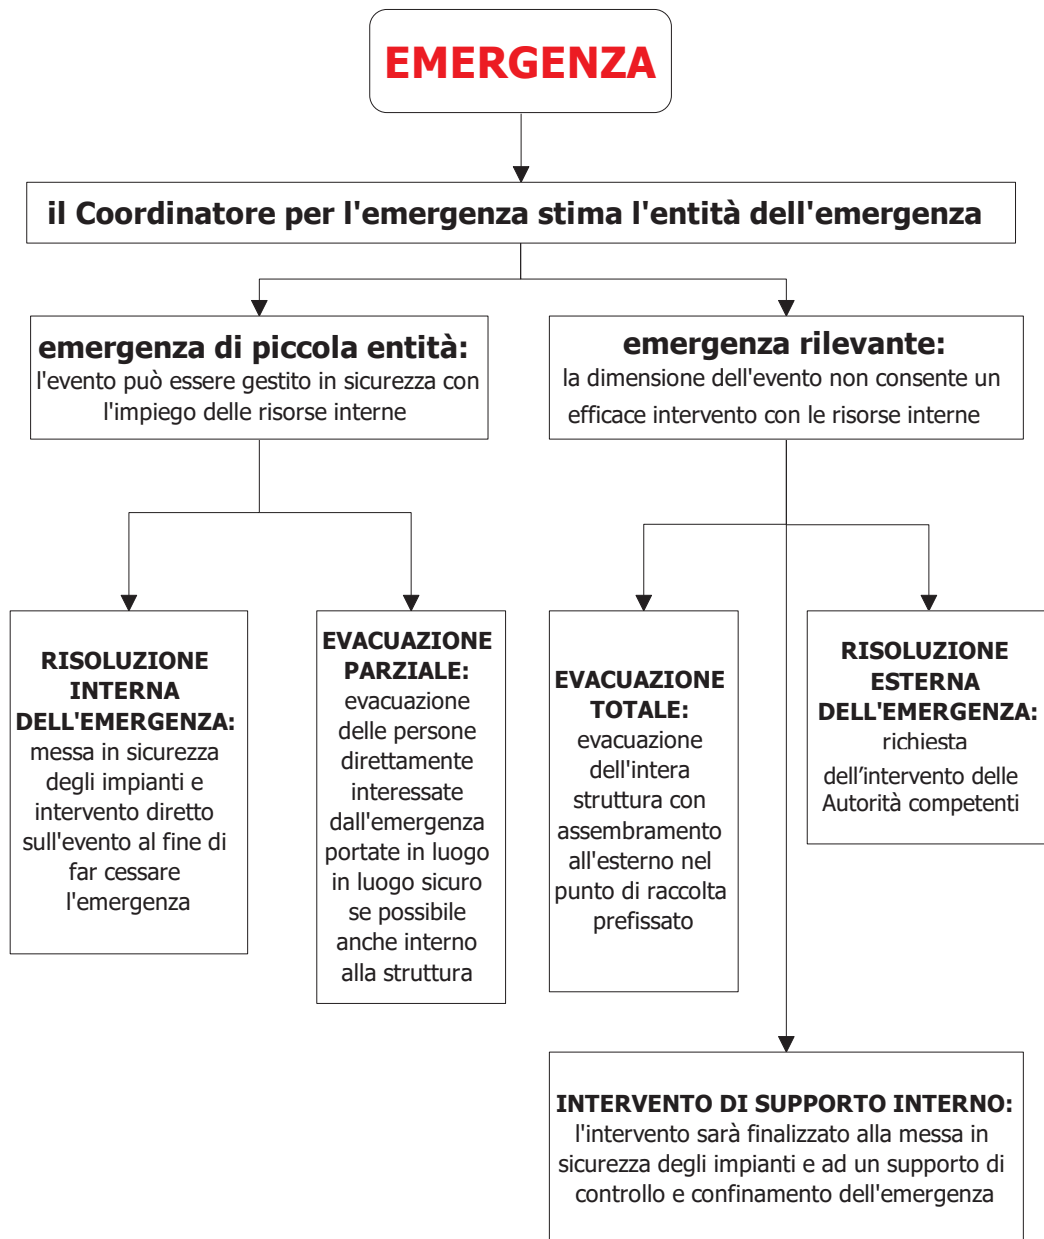 EMERGENZA
il Coordinatore per l'emergenza stima l'entità dell'emergenza
emergenza di piccola entità:
l'evento può essere gestito in sicurezza con
l'impiego delle risorse interne
emergenza rilevante:
la dimensione dell'evento non consente un
efficace intervento con le risorse interne
RISOLUZIONE
INTERNA
DELL'EMERGENZA:
messa in sicurezza
degli impianti e
intervento diretto
sull'evento al fine di
far cessare
l'emergenza
EVACUAZIONE
PARZIALE:
evacuazione
delle persone
direttamente
interessate
dall'emergenza
portate in luogo
in luogo sicuro
se possibile
anche interno
alla struttura
EVACUAZIONE
TOTALE:
evacuazione
dell'intera
struttura con
assembramento
all'esterno nel
punto di raccolta
prefissato
RISOLUZIONE
ESTERNA
DELL'EMERGENZA:
richiesta
dell’intervento delle
Autorità competenti
INTERVENTO DI SUPPORTO INTERNO:
l'intervento sarà finalizzato alla messa in
sicurezza degli impianti e ad un supporto di
controllo e confinamento dell'emergenza